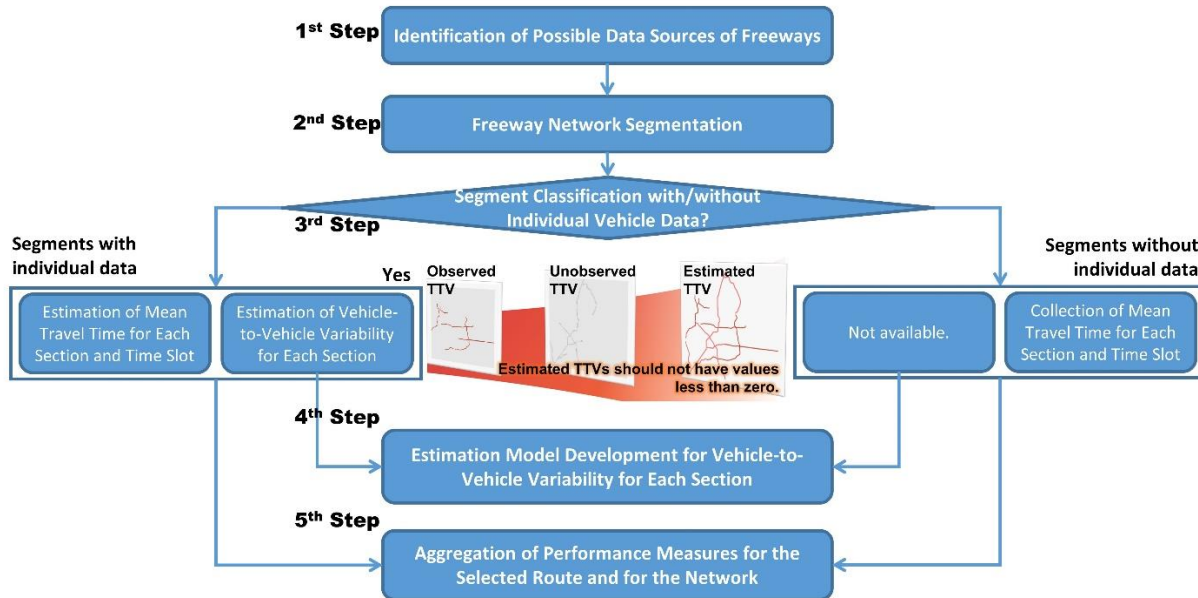 1st Step
Identification of Possible Data Sources of Freeways
2nd Step
Freeway Network Segmentation
Segment Classification with/without
Individual Vehicle Data?
3rd Step
Segments with
individual data
Yes
Segments without
individual data
Estimation of Mean
Travel Time for Each
Section and Time Slot
Estimation of Vehicle-
to-Vehicle Variability
for Each Section
Observed
TTV
Unobserved
TTV
Estimated
TTV
Estimated TTVs should not have values
less than zero.
Not available.
Collection of Mean
Travel Time for Each
Section and Time Slot
4th Step
Estimation Model Development for Vehicle-to-
Vehicle Variability for Each Section
5th Step
Aggregation of Performance Measures for the
Selected Route and for the Network